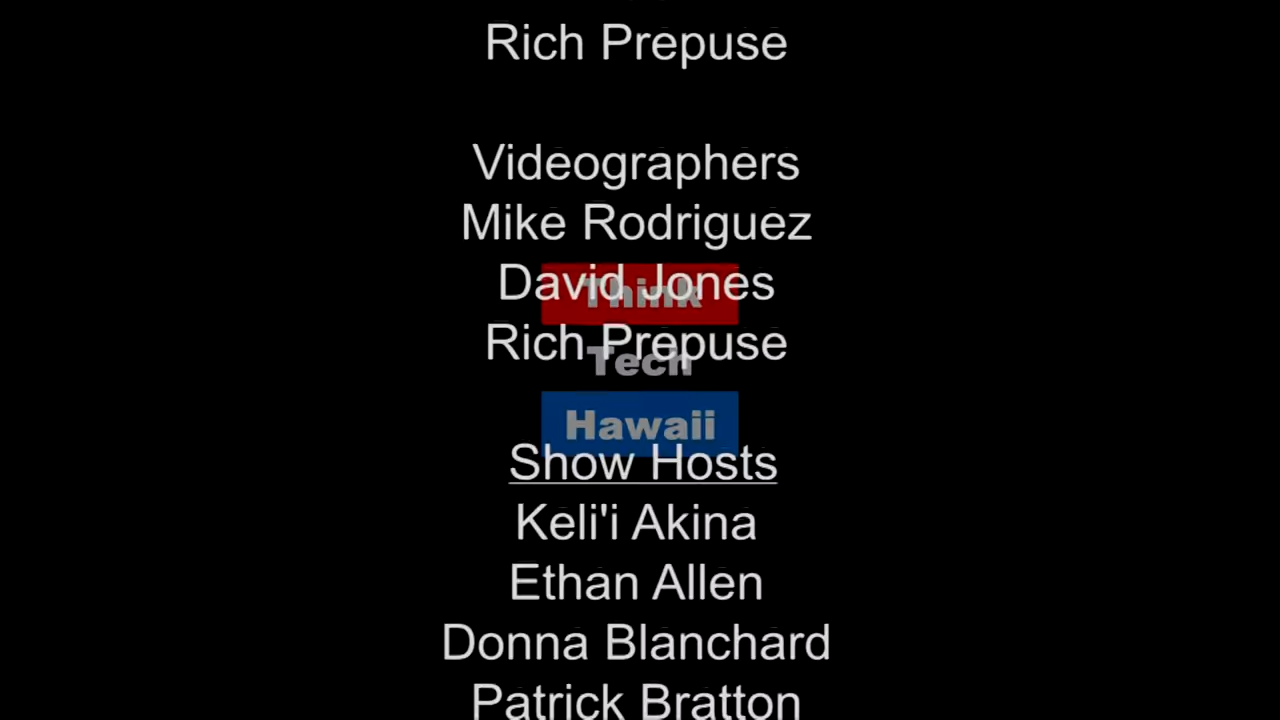 Rich Prepuse
Videographers
Mike Rodriguez
David Jones
Think
Rich Prepuse
Tech
Hawaii
Show Hosts
Keli'i Akina
Ethan Allen
Donna Blanchard
Patrick Bratton